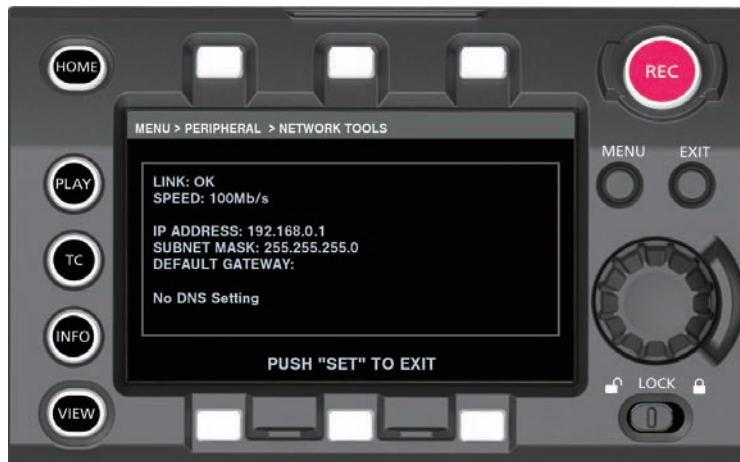 HOME
REC
MENU > PERIPHERAL > NETWORK TOOLS
MENU EXIT
PLAY
LINK: OK
SPEED: 100Mb/s
IP ADDRESS: 192.168.0.1
SUBNET MASK: 255.255.255.0
DEFAULT GATEWAY:
TC
No DNS Setting
INFO
PUSH "SET" TO EXIT
LOCK
VIEW